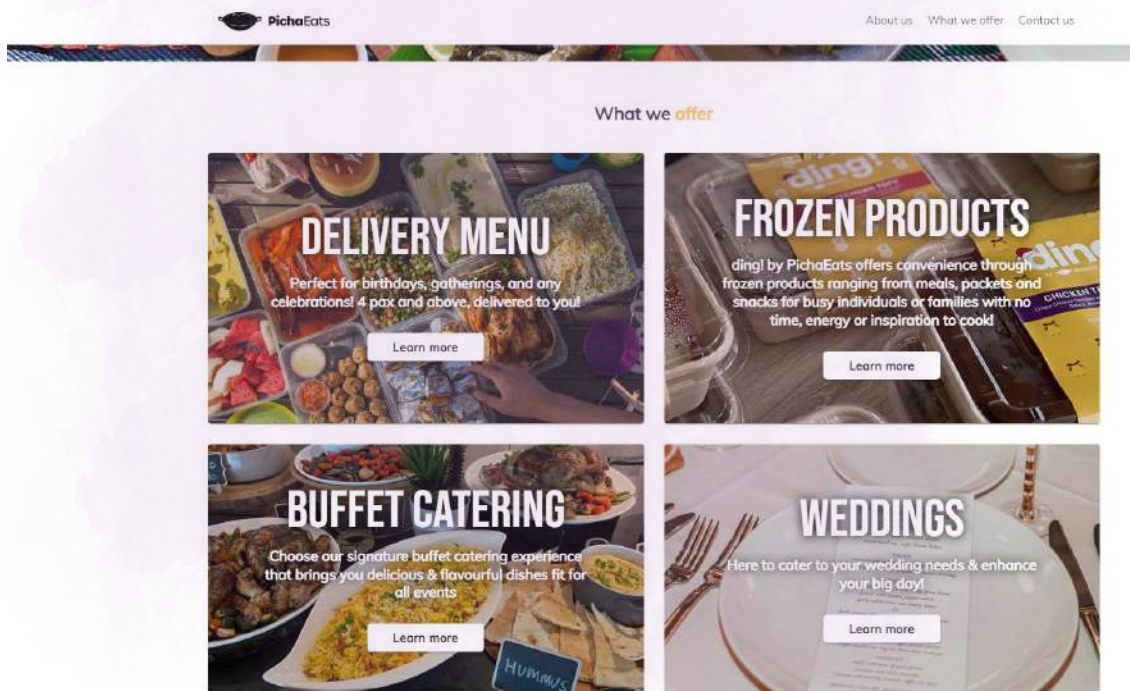 PichaEats
About us What we offer Contact us
What we offer
DELIVERY MENU
Perfect for birthdays, gatherings, and any
celebrations! 4 pax and above, delivered to you!
Learn more
ding!
FROZEN PRODUCTS
ding! by PichaEats offers convenience through
frozen products ranging from meals, packets and
snacks for busy individuals or families with no
time, energy or inspiration to cook!
Learn more
ding
CHICKEN T
BUFFET CATERING
Choose our signature buffet catering experience
that brings you delicious & flavourful dishes fit for
all events
Learn more
HUMMUS
WEDDINGS
Here to cater to your wedding needs & enhance
your big day!
Learn more